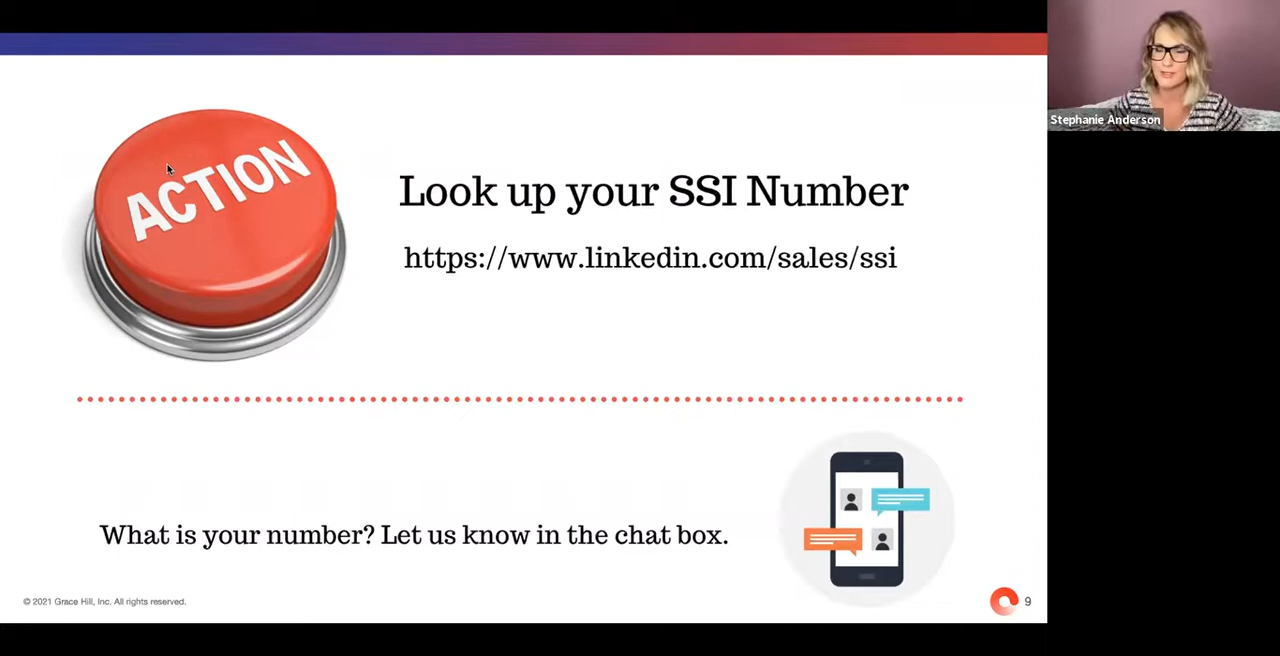 Stephanie Anderson
ACTION
Look up your SSI Number
https://www.linkedin.com/sales/ssi
What is your number? Let us know in the chat box.
© 2021 Grace Hill, Inc. All rights reserved.
9